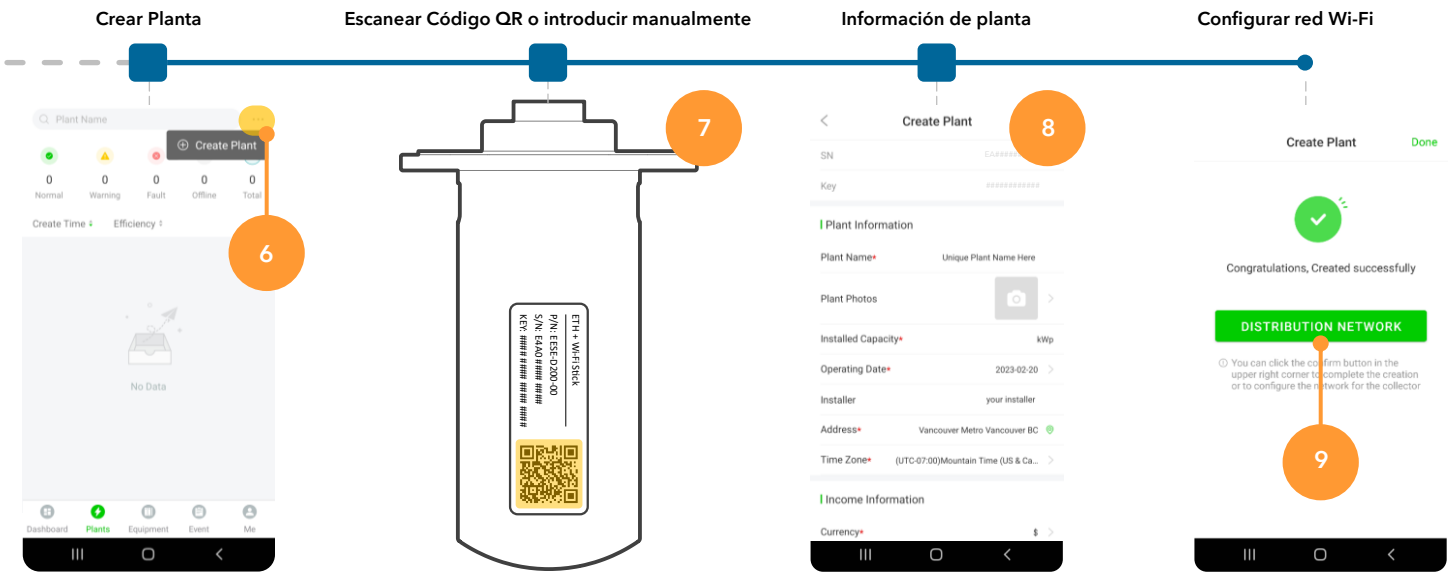 Crear Planta
Escanear Código QR o introducir manualmente
Información de planta
Configurar red Wi-Fi
Plant Name
...
Create Plant
0
0
0
0
0
Normal
Warning
Fault
Offline
Total
Create Time
Efficiency
6
No Data
Dashboard
Plants
Equipment
Event
Me
7
ETH + Wi-Fi Stick
P/N: EESE-D200-00
S/N: E4A0 #### ####
KEY: #### #### #### ####
Create Plant
8
SN
EA##########
Key
############
Plant Information
Plant Name*
Unique Plant Name Here
Plant Photos
Installed Capacity*
kWp
Operating Date*
2023-02-20
Installer
your installer
Address*
Vancouver Metro Vancouver BC
Time Zone*
(UTC-07:00)Mountain Time (US & Ca...
Income Information
Currency*
$
Create Plant
Done
Congratulations, Created successfully
DISTRIBUTION NETWORK
You can click the confirm button in the
upper right corner to complete the creation
or to configure the network for the collector
9